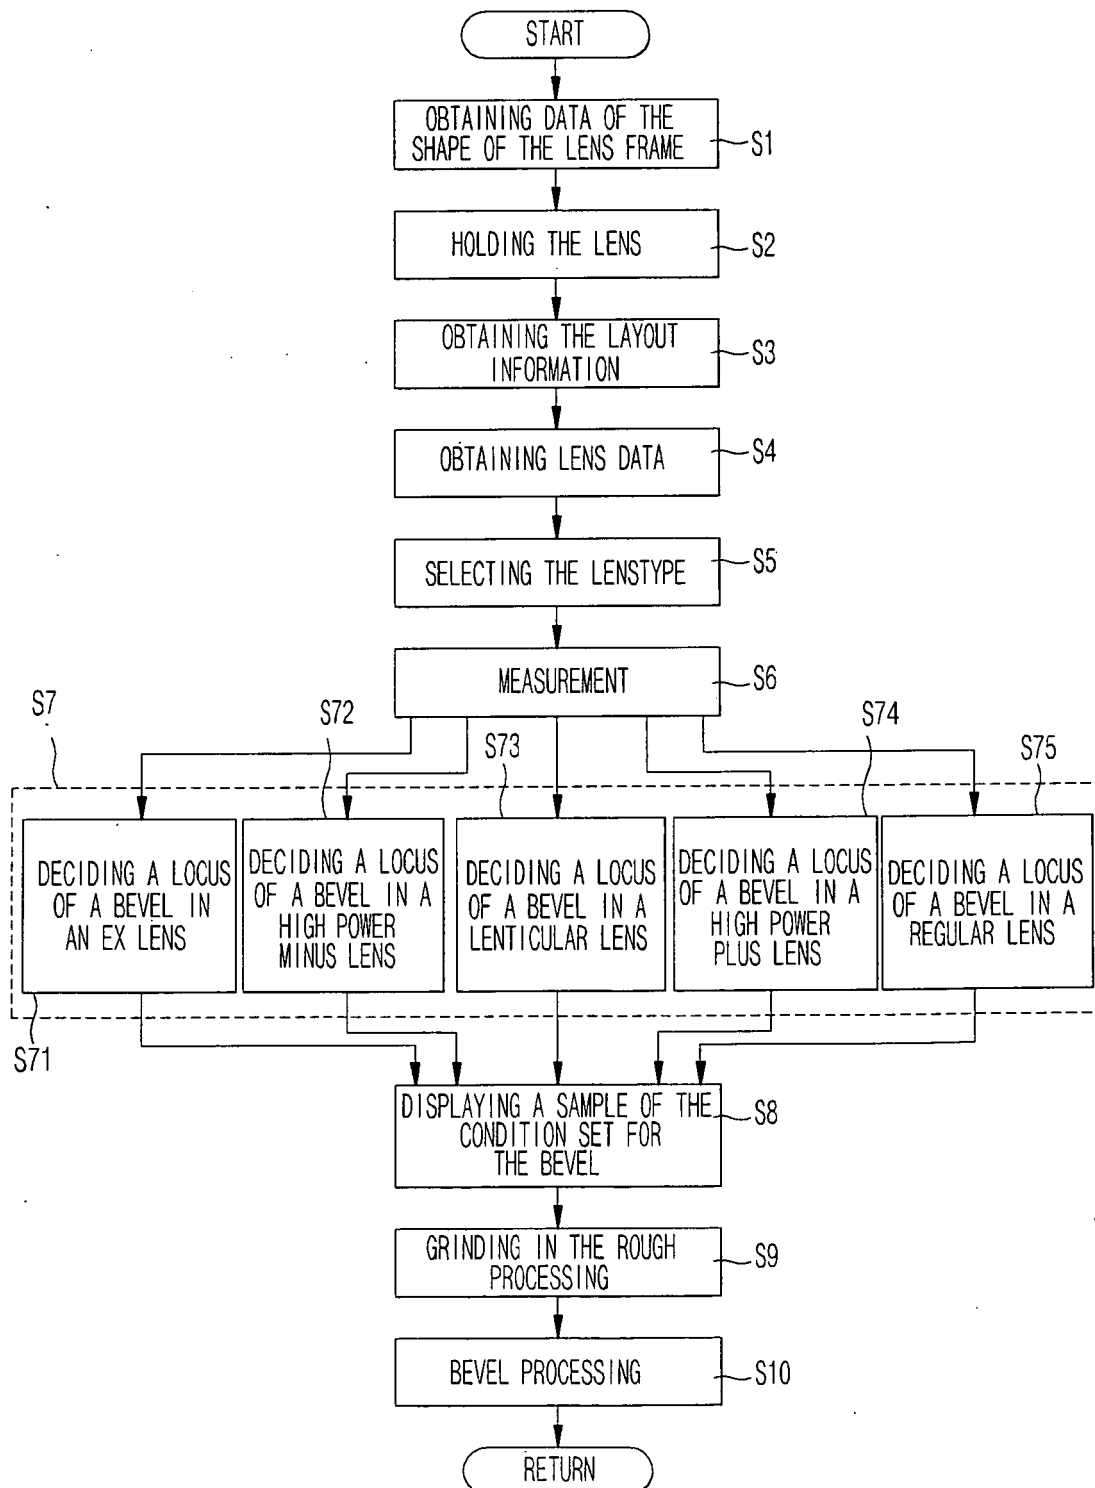 START
OBTAINING DATA OF THE
SHAPE OF THE LENS FRAME
S1
HOLDING THE LENS
S2
OBTAINING THE LAYOUT
INFORMATION
S3
OBTAINING LENS DATA
S4
SELECTING THE LENSTYPE
S5
MEASUREMENT
S6
S7
S72
S73
S74
S75
DECIDING A LOCUS
OF A BEVEL IN
AN EX LENS
S71
DECIDING A LOCUS
OF A BEVEL IN A
HIGH POWER
MINUS LENS
DECIDING A LOCUS
OF A BEVEL IN A
LENTICULAR LENS
DECIDING A LOCUS
OF A BEVEL IN A
HIGH POWER
PLUS LENS
DECIDING A LOCUS
OF A BEVEL IN A
REGULAR LENS
DISPLAYING A SAMPLE OF THE
CONDITION SET FOR
THE BEVEL
S8
GRINDING IN THE ROUGH
PROCESSING
S9
BEVEL PROCESSING
S10
RETURN